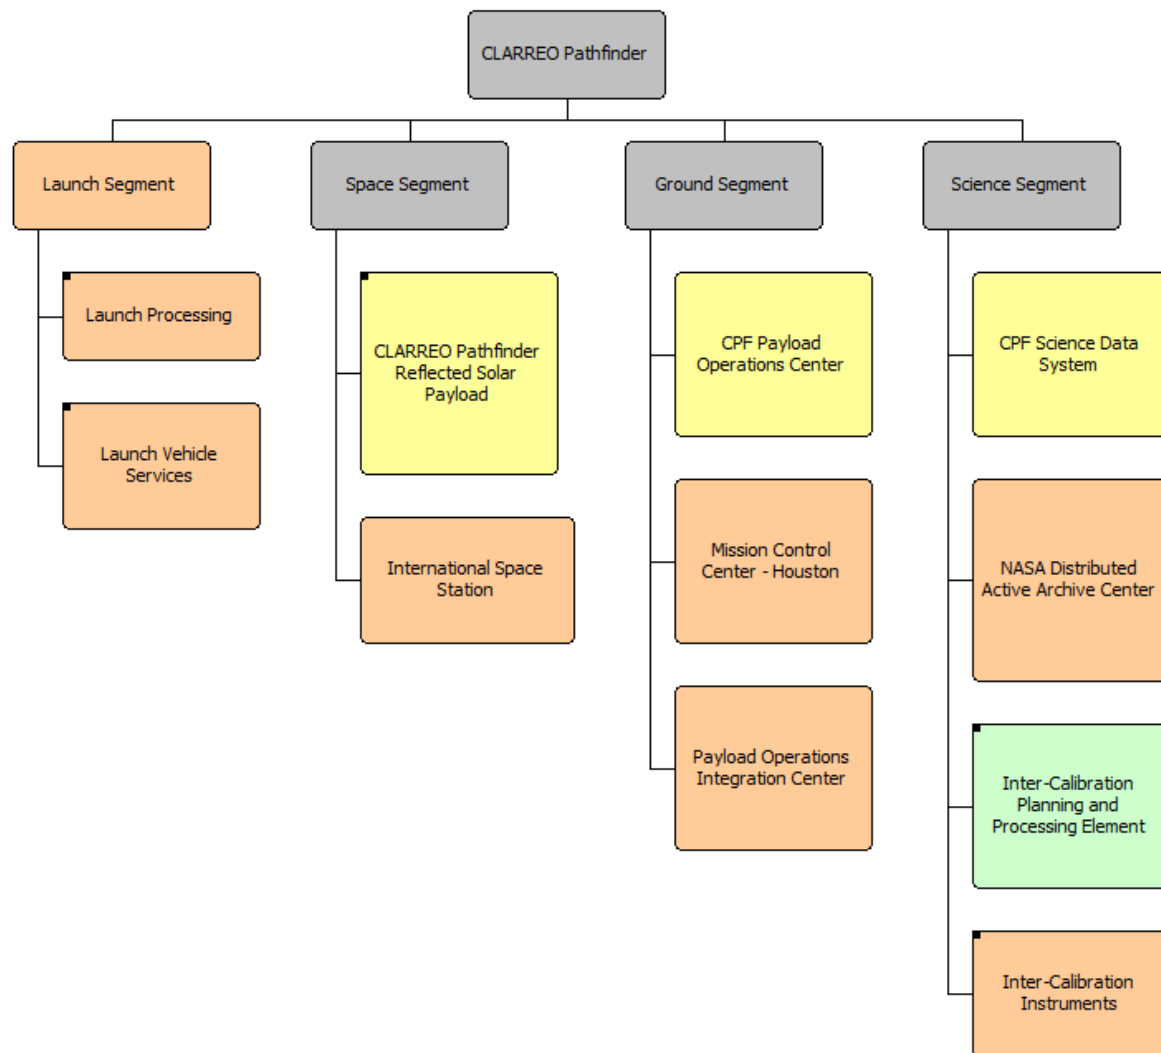 CLARREO Pathfinder
Launch Segment
Space Segment
Ground Segment
Science Segment
Launch Processing
Launch Vehicle
Services
CLARREO Pathfinder
Reflected Solar
Payload
International Space
Station
CPF Payload
Operations Center
Mission Control
Center - Houston
Payload Operations
Integration Center
CPF Science Data
System
NASA Distributed
Active Archive Center
Inter-Calibration
Planning and
Processing Element
Inter-Calibration
Instruments